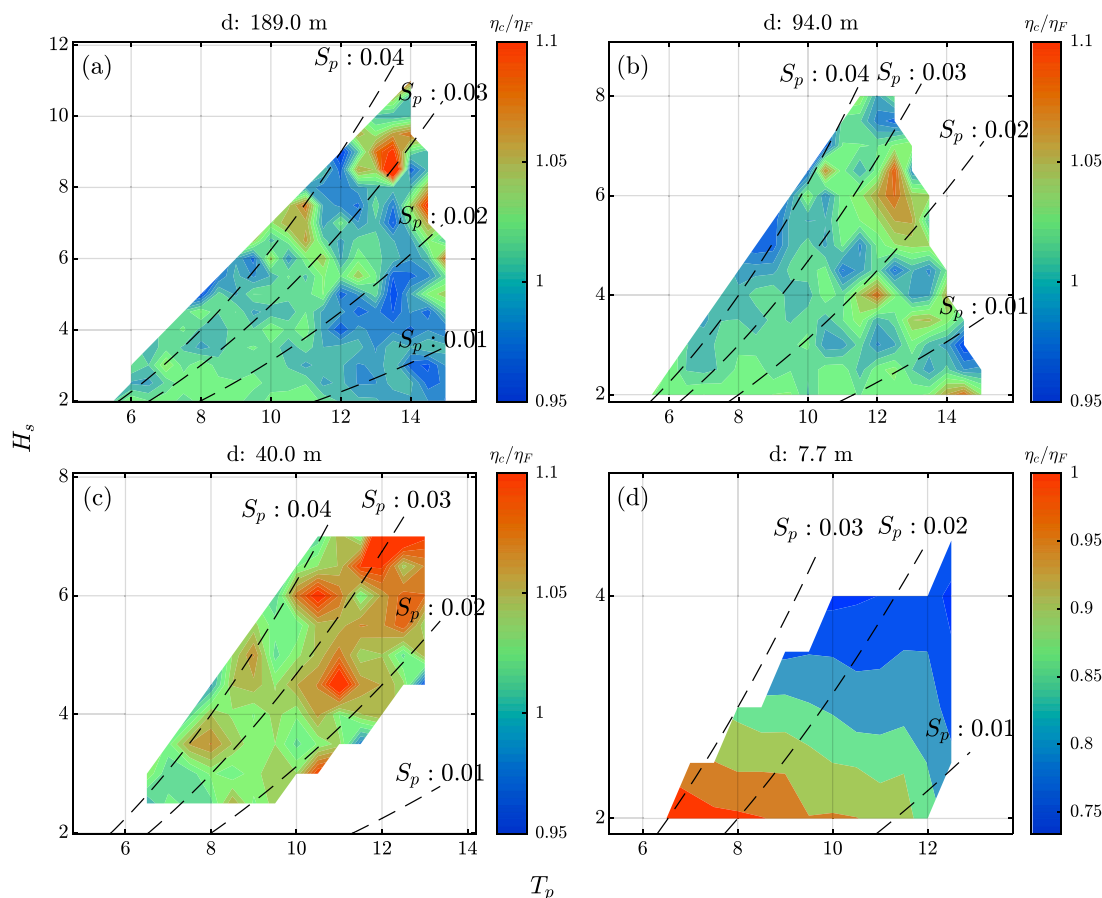 d: 189.0 m
η_c/η_F
1.1
d: 94.0 m
η_c/η_F
1.1
12
(a)
S_p : 0.04
S_p : 0.03
10
1.05
8
S_p : 0.02
6
1
4
S_p : 0.01
2
0.95
6 8 10 12 14
(b)
S_p : 0.04
S_p : 0.03
8
S_p : 0.02
1.05
6
1
4
S_p : 0.01
2
0.95
6 8 10 12 14
H_s
d: 40.0 m
η_c/η_F
1.1
d: 7.7 m
η_c/η_F
1
8
(c)
S_p : 0.04
S_p : 0.03
1.05
6
S_p : 0.02
1
4
S_p : 0.01
2
0.95
6 8 10 12 14
(d)
S_p : 0.03
S_p : 0.02
0.95
4
0.9
0.85
S_p : 0.01
0.8
0.75
2
6 8 10 12
T_p